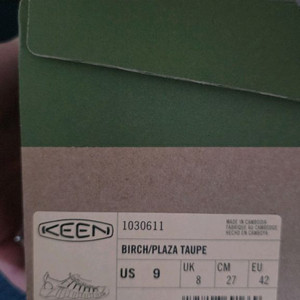 KEEN
1030611
MADE IN CAMBODIA
FABRIQUÉ AU CAMBODGE
HECHO EN CAMBOYA
BIRCH/PLAZA TAUPE
US 9
UK 8
CM 27
EU 42